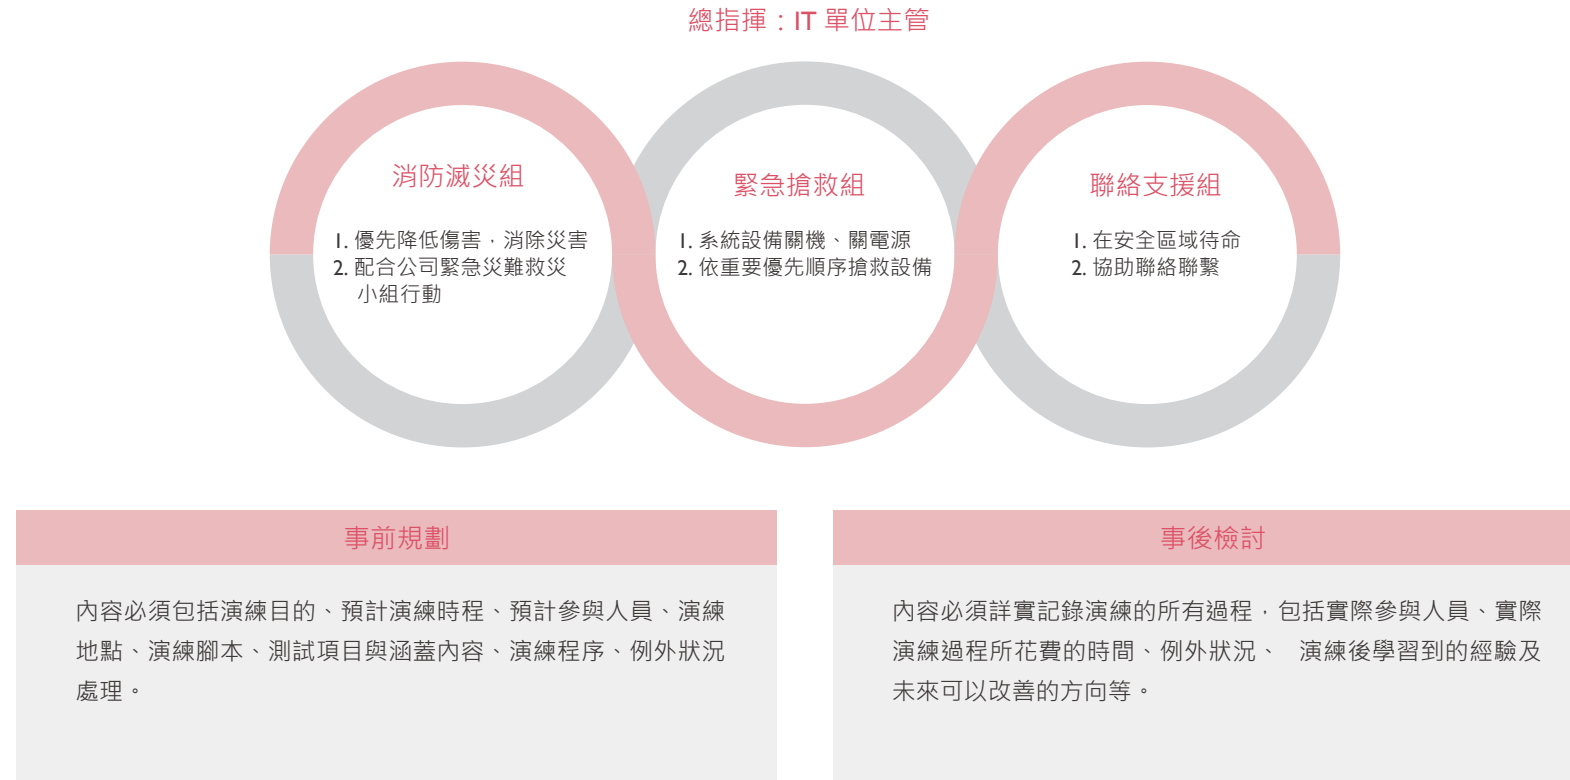 總指揮：IT 單位主管
消防滅災組
1. 優先降低傷害，消除災害
2. 配合公司緊急災難救災
小組行動
緊急搶救組
1. 系統設備關機、關電源
2. 依重要優先順序搶救設備
聯絡支援組
1. 在安全區域待命
2. 協助聯絡聯繫
事前規劃
內容必須包括演練目的、預計演練時程、預計參與人員、演練
地點、演練腳本、測試項目與涵蓋內容、演練程序、例外狀況
處理。
事後檢討
內容必須詳實記錄演練的所有過程，包括實際參與人員、實際
演練過程所花費的時間、例外狀況、 演練後學習到的經驗及
未來可以改善的方向等。